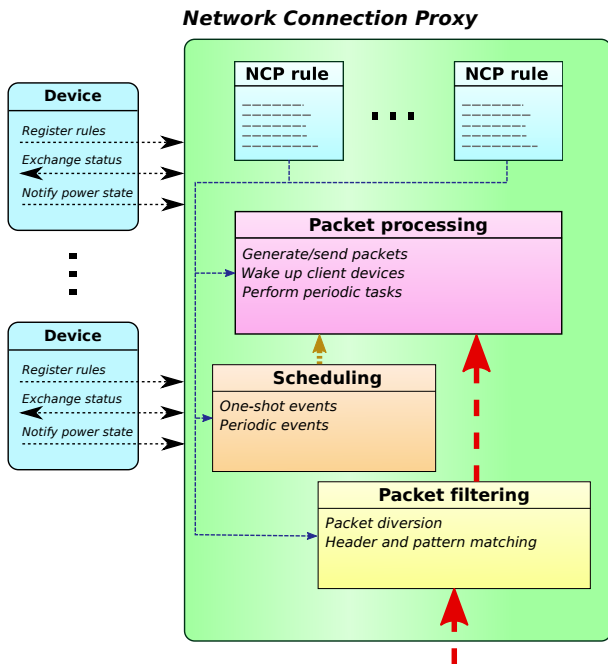 Network Connection Proxy
NCP rule
NCP rule
Device
Register rules
Exchange status
Notify power state
Packet processing
Generate/send packets
Wake up client devices
Perform periodic tasks
Device
Register rules
Exchange status
Notify power state
Scheduling
One-shot events
Periodic events
Packet filtering
Packet diversion
Header and pattern matching